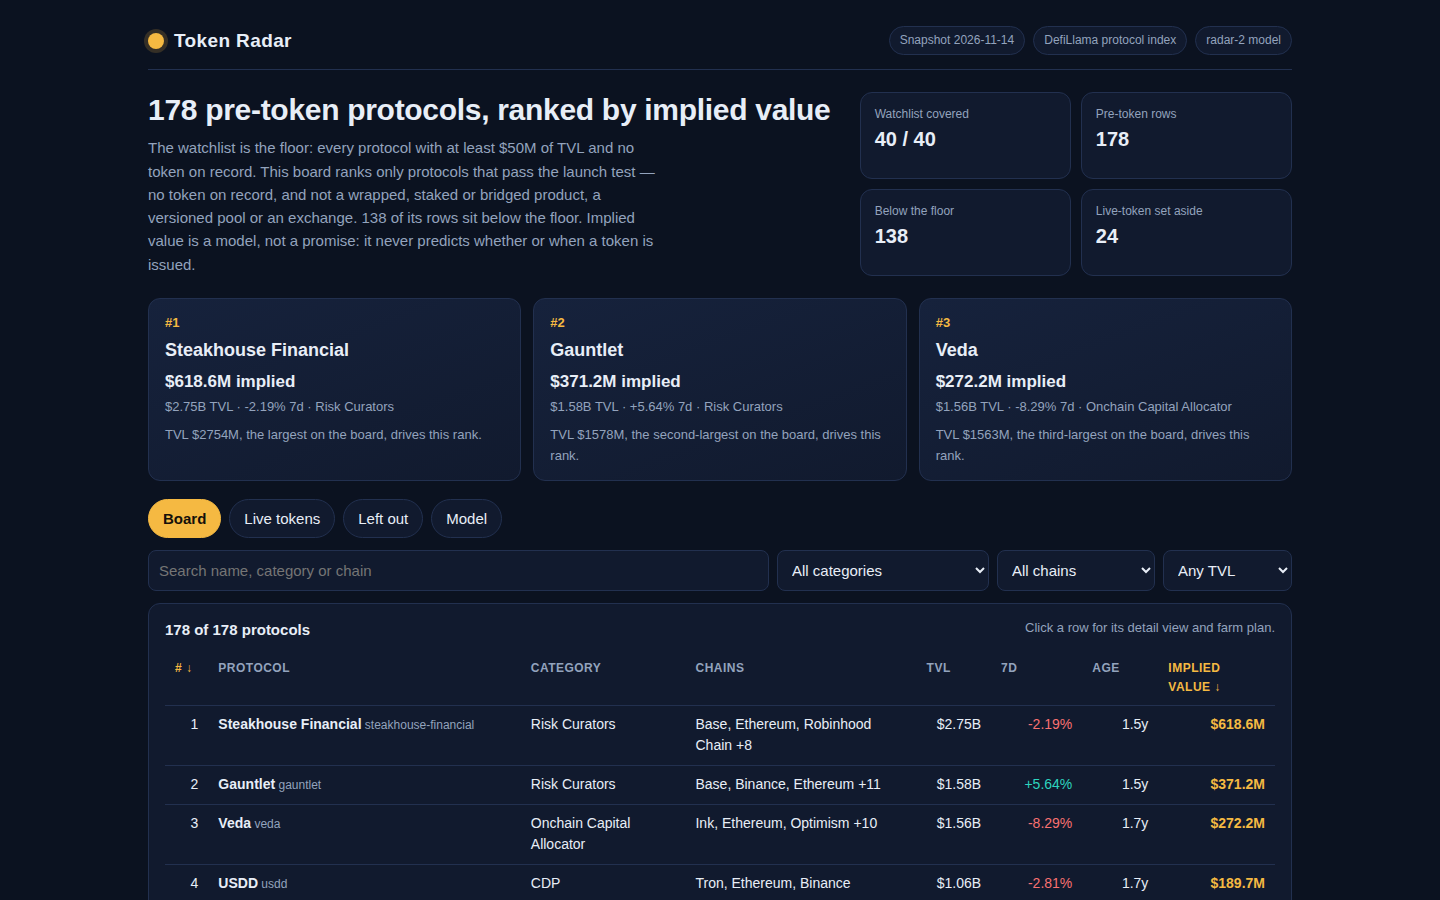 Token Radar
Snapshot 2026-11-14
DefiLlama protocol index
radar-2 model
178 pre-token protocols, ranked by implied value
The watchlist is the floor: every protocol with at least $50M of TVL and no
token on record. This board ranks only protocols that pass the launch test —
no token on record, and not a wrapped, staked or bridged product, a
versioned pool or an exchange. 138 of its rows sit below the floor. Implied
value is a model, not a promise: it never predicts whether or when a token is
issued.
Watchlist covered
40 / 40
Pre-token rows
178
Below the floor
138
Live-token set aside
24
#1
Steakhouse Financial
$618.6M implied
$2.75B TVL · -2.19% 7d · Risk Curators
TVL $2754M, the largest on the board, drives this rank.
#2
Gauntlet
$371.2M implied
$1.58B TVL · +5.64% 7d · Risk Curators
TVL $1578M, the second-largest on the board, drives this
rank.
#3
Veda
$272.2M implied
$1.56B TVL · -8.29% 7d · Onchain Capital Allocator
TVL $1563M, the third-largest on the board, drives this
rank.
Board
Live tokens
Left out
Model
Search name, category or chain
All categories
All chains
Any TVL
178 of 178 protocols
Click a row for its detail view and farm plan.
# ↓ PROTOCOL CATEGORY CHAINS TVL 7D AGE IMPLIED
VALUE ↓
1 Steakhouse Financial steakhouse-financial Risk Curators Base, Ethereum, Robinhood $2.75B -2.19% 1.5y $618.6M
Chain +8
2 Gauntlet gauntlet Risk Curators Base, Binance, Ethereum +11 $1.58B +5.64% 1.5y $371.2M
3 Veda veda Onchain Capital Ink, Ethereum, Optimism +10 $1.56B -8.29% 1.7y $272.2M
Allocator
4 USDD usdd CDP Tron, Ethereum, Binance $1.06B -2.81% 1.7y $189.7M